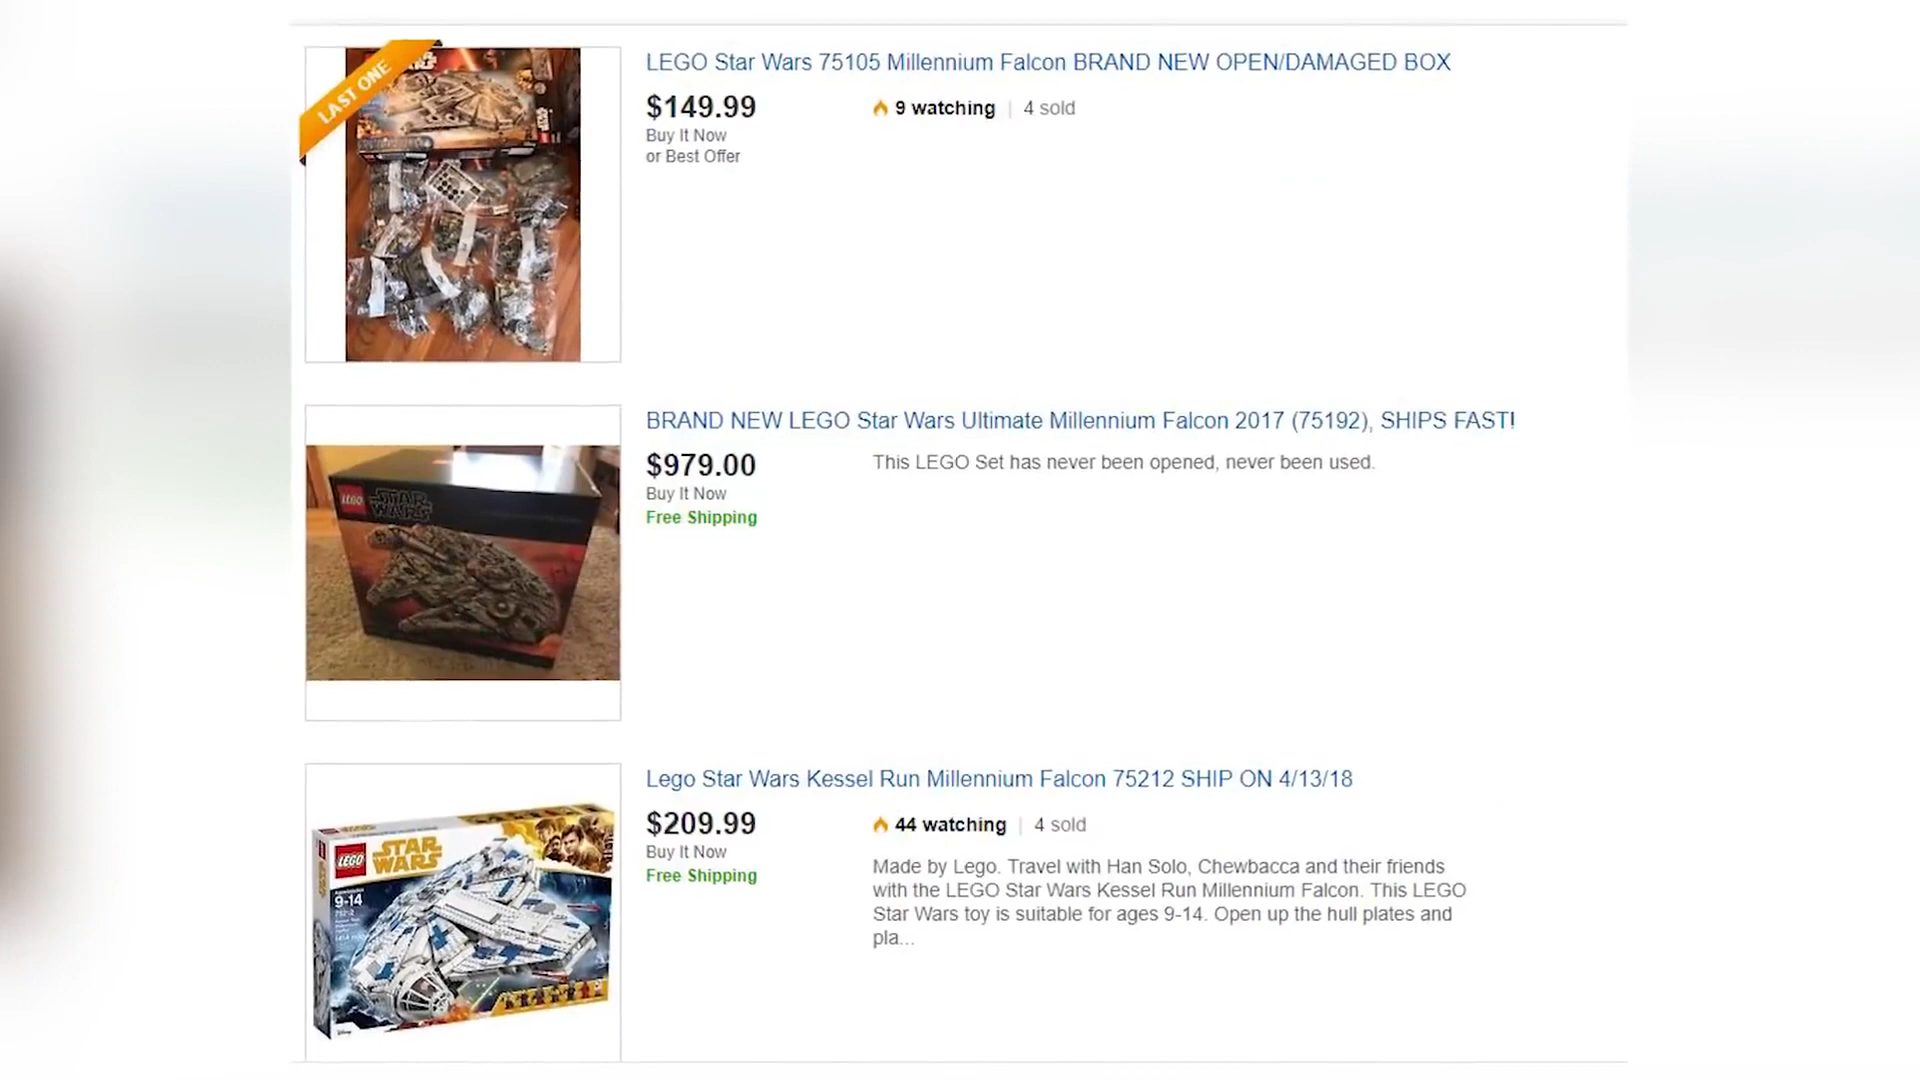 LAST ONE
LEGO Star Wars 75105 Millennium Falcon BRAND NEW OPEN/DAMAGED BOX
$149.99
9 watching | 4 sold
Buy It Now
or Best Offer
BRAND NEW LEGO Star Wars Ultimate Millennium Falcon 2017 (75192), SHIPS FAST!
$979.00
This LEGO Set has never been opened, never been used.
Buy It Now
Free Shipping
LEGO
STAR
WARS
Lego Star Wars Kessel Run Millennium Falcon 75212 SHIP ON 4/13/18
$209.99
44 watching | 4 sold
Buy It Now
Free Shipping
Made by Lego. Travel with Han Solo, Chewbacca and their friends
with the LEGO Star Wars Kessel Run Millennium Falcon. This LEGO
Star Wars toy is suitable for ages 9-14. Open up the hull plates and
pla...
LEGO
STAR
WARS
9-14
75212
Disney